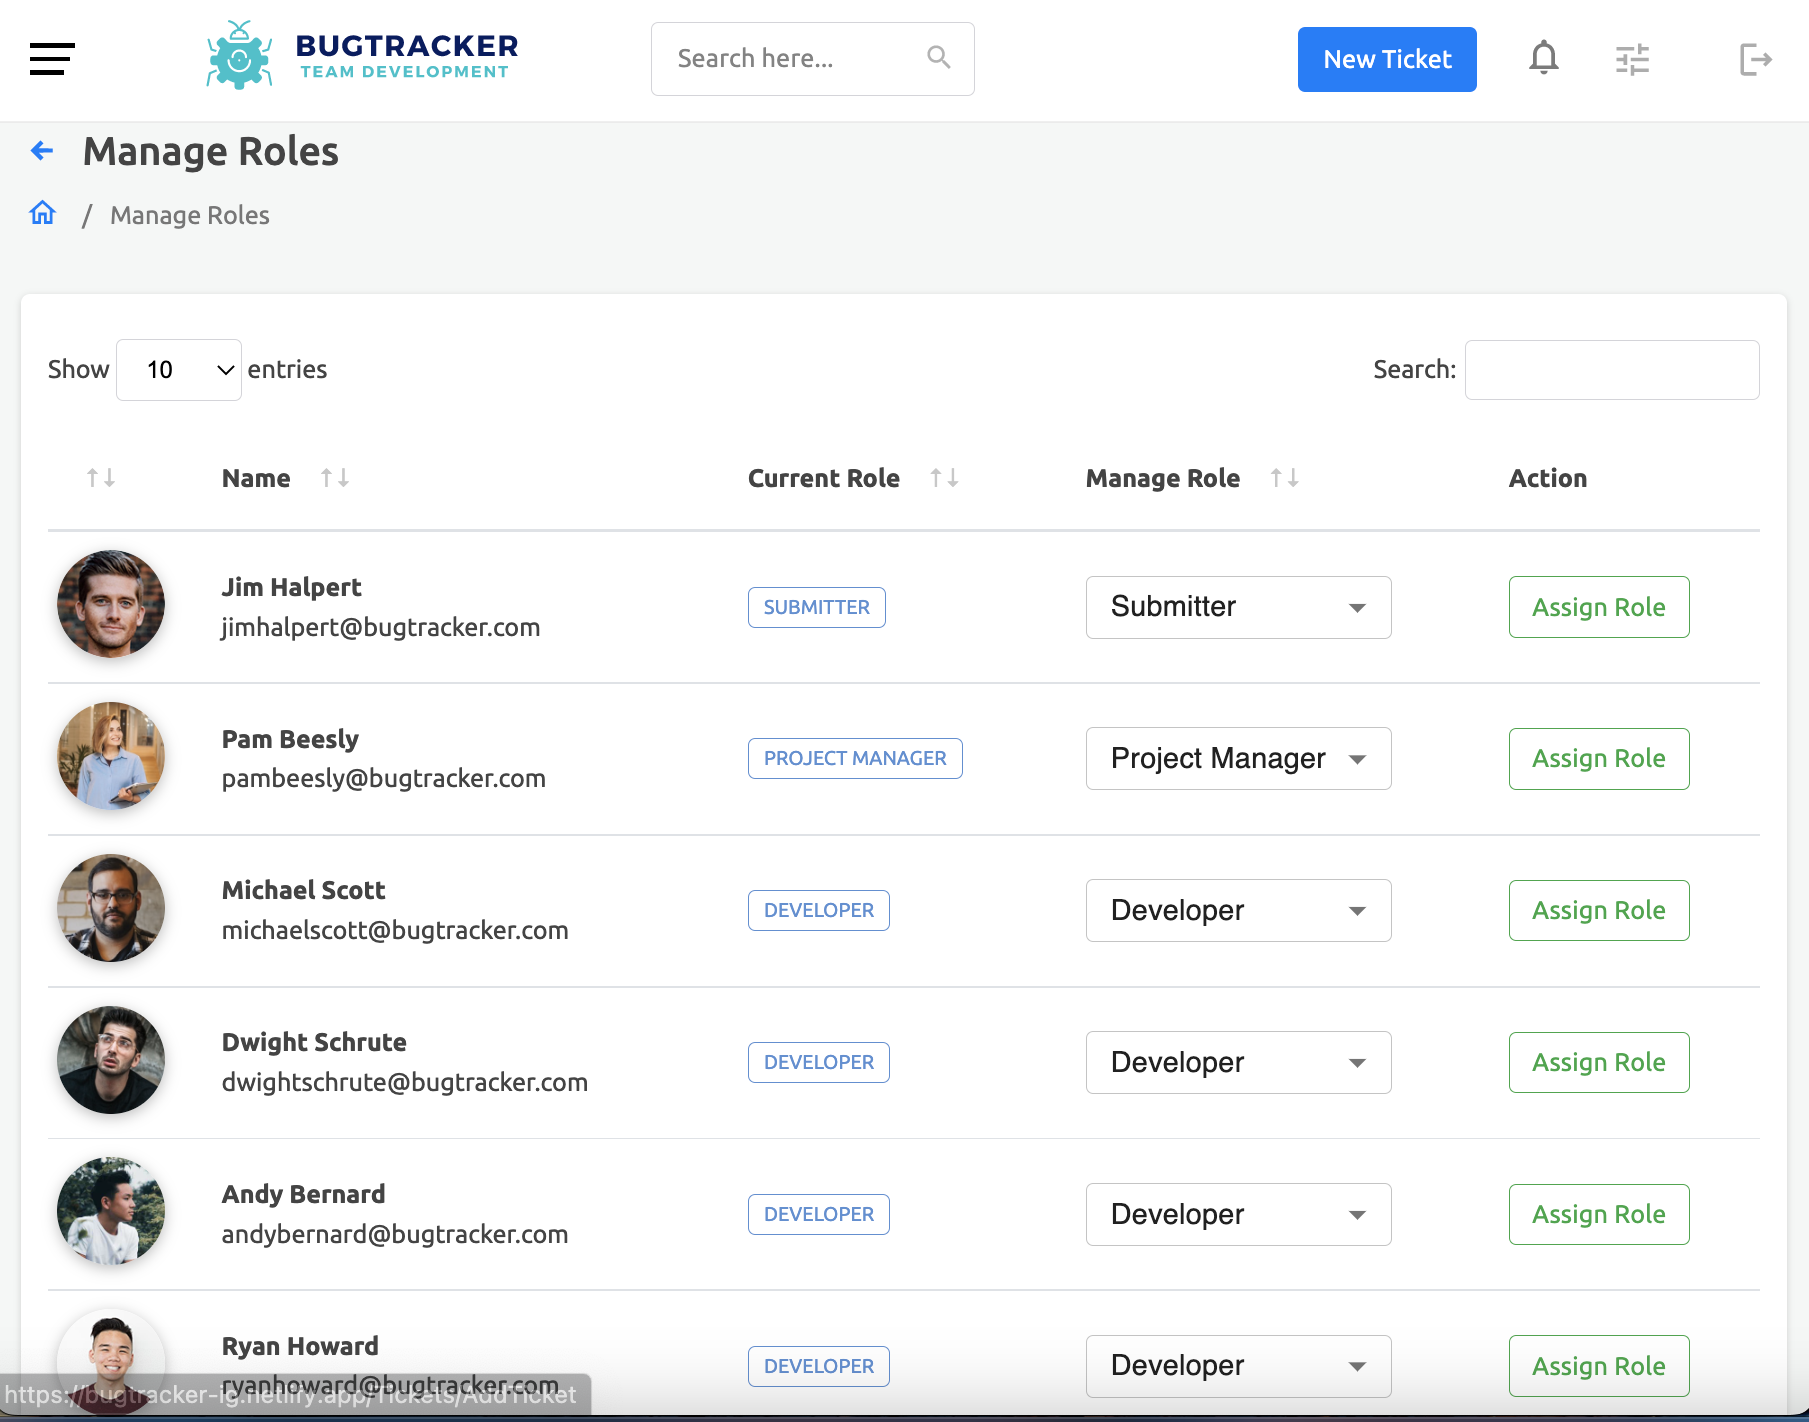 BUGTRACKER
TEAM DEVELOPMENT
Search here...
New Ticket
Manage Roles
/ Manage Roles
Show 10 entries
Search:
Name Current Role Manage Role Action
Jim Halpert
jimhalpert@bugtracker.com
SUBMITTER
Submitter
Assign Role
Pam Beesly
pambeesly@bugtracker.com
PROJECT MANAGER
Project Manager
Assign Role
Michael Scott
michaelscott@bugtracker.com
DEVELOPER
Developer
Assign Role
Dwight Schrute
dwightschrute@bugtracker.com
DEVELOPER
Developer
Assign Role
Andy Bernard
andybernard@bugtracker.com
DEVELOPER
Developer
Assign Role
Ryan Howard
ryanhoward@bugtracker.com
DEVELOPER
Developer
Assign Role
https://bugtracker-ig.netlify.app/Tickets/AddTicket